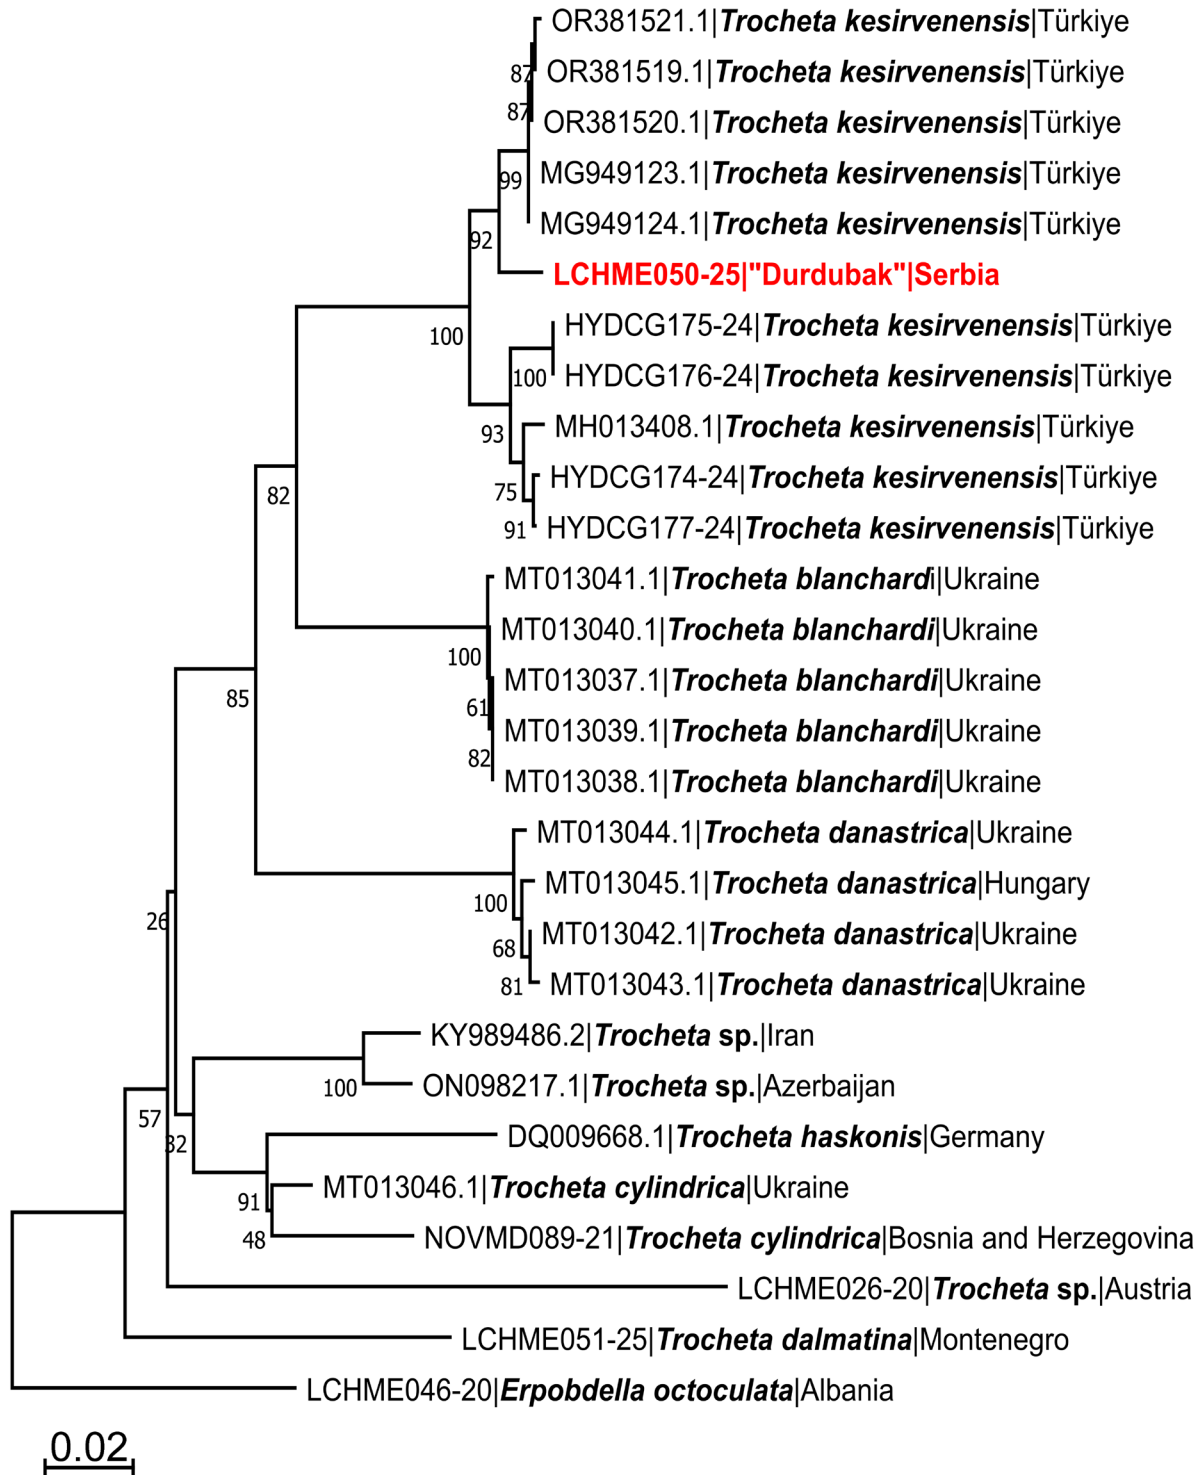 OR381521.1|Trocheta kesirvenensis|Türkiye
87
OR381519.1|Trocheta kesirvenensis|Türkiye
87
OR381520.1|Trocheta kesirvenensis|Türkiye
99
MG949123.1|Trocheta kesirvenensis|Türkiye
MG949124.1|Trocheta kesirvenensis|Türkiye
92
LCHME050-25|"Durdubak"|Serbia
100
HYDCG175-24|Trocheta kesirvenensis|Türkiye
100
HYDCG176-24|Trocheta kesirvenensis|Türkiye
93
MH013408.1|Trocheta kesirvenensis|Türkiye
75
HYDCG174-24|Trocheta kesirvenensis|Türkiye
91
HYDCG177-24|Trocheta kesirvenensis|Türkiye
82
MT013041.1|Trocheta blanchardi|Ukraine
MT013040.1|Trocheta blanchardi|Ukraine
100
MT013037.1|Trocheta blanchardi|Ukraine
61
MT013039.1|Trocheta blanchardi|Ukraine
82
MT013038.1|Trocheta blanchardi|Ukraine
85
MT013044.1|Trocheta danastrica|Ukraine
MT013045.1|Trocheta danastrica|Hungary
100
MT013042.1|Trocheta danastrica|Ukraine
68
MT013043.1|Trocheta danastrica|Ukraine
81
26
KY989486.2|Trocheta sp.|Iran
ON098217.1|Trocheta sp.|Azerbaijan
100
57
32
DQ009668.1|Trocheta haskonis|Germany
MT013046.1|Trocheta cylindrica|Ukraine
91
NOVMD089-21|Trocheta cylindrica|Bosnia and Herzegovina
48
LCHME026-20|Trocheta sp.|Austria
LCHME051-25|Trocheta dalmatina|Montenegro
LCHME046-20|Erpobdella octoculata|Albania
0.02